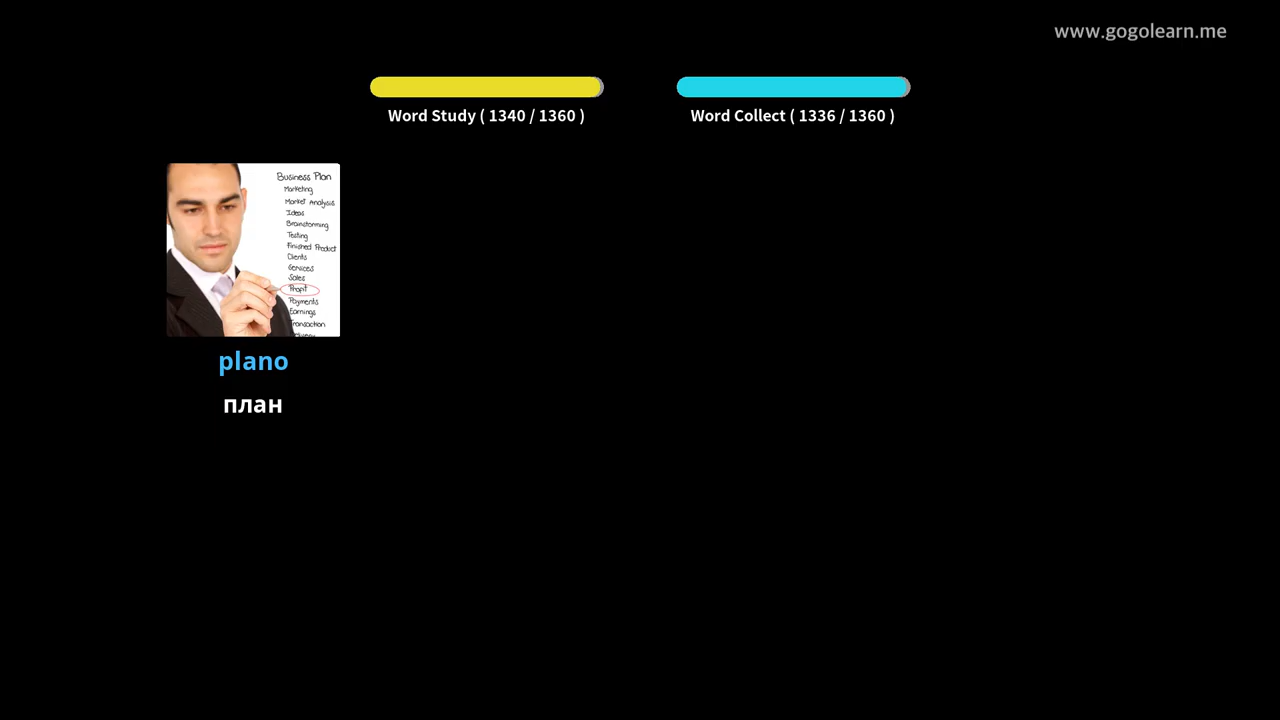 www.gogolearn.me
Word Study ( 1340 / 1360 )
Word Collect ( 1336 / 1360 )
Business Plan
Marketing
Market Analysis
Ideas
Brainstorming
Testing
Finished Product
Clients
Services
Sales
Profit
Payments
Earnings
Transaction
plano
план